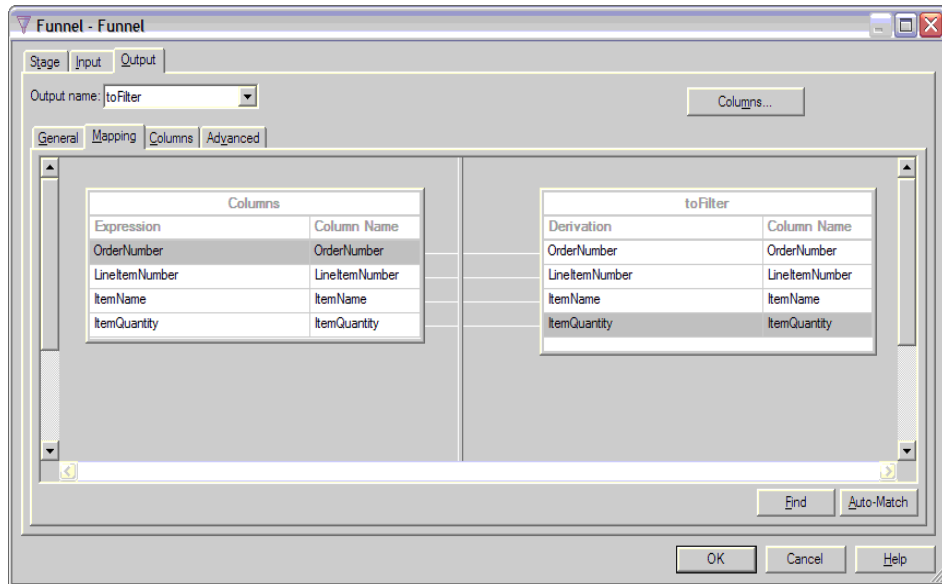 Funnel - Funnel
Stage Input Output
Output name: toFilter
Columns...
General Mapping Columns Advanced
Columns
Expression Column Name
OrderNumber OrderNumber
LineItemNumber LineItemNumber
ItemName ItemName
ItemQuantity ItemQuantity
toFilter
Derivation Column Name
OrderNumber OrderNumber
LineItemNumber LineItemNumber
ItemName ItemName
ItemQuantity ItemQuantity
Find Auto-Match
OK Cancel Help